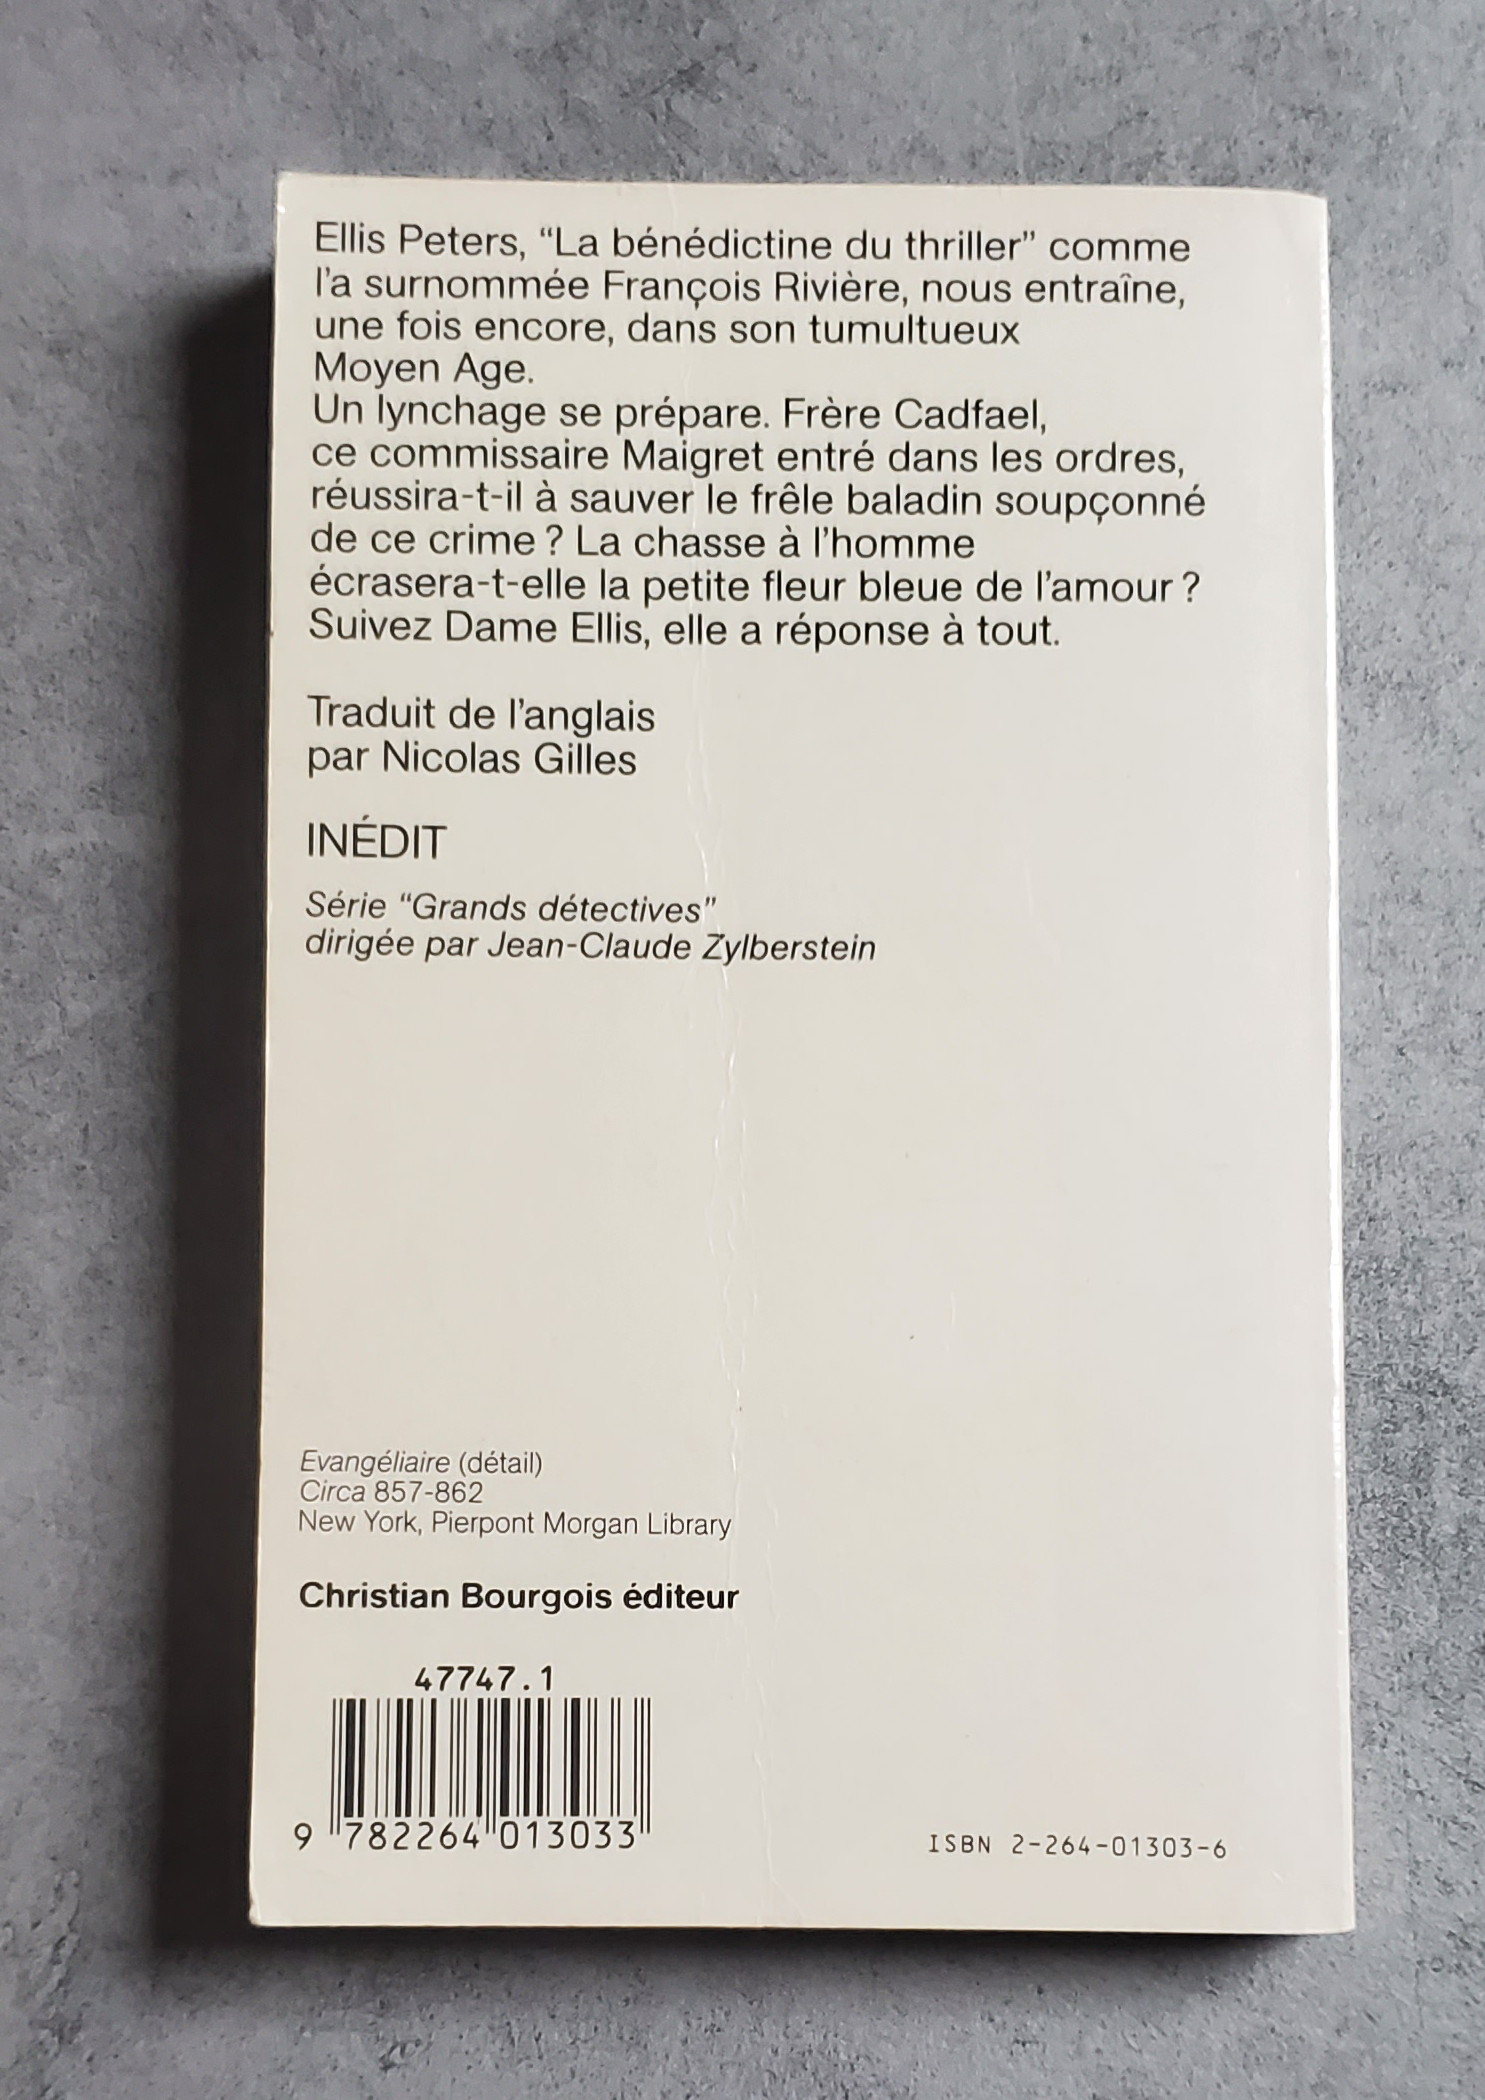 Ellis Peters, “La bénédictine du thriller” comme
l’a surnommée François Rivière, nous entraîne,
une fois encore, dans son tumultueux
Moyen Age.
Un lynchage se prépare. Frère Cadfael,
ce commissaire Maigret entré dans les ordres,
réussira-t-il à sauver le frêle baladin soupçonné
de ce crime ? La chasse à l’homme
écrasera-t-elle la petite fleur bleue de l’amour ?
Suivez Dame Ellis, elle a réponse à tout.
Traduit de l’anglais
par Nicolas Gilles
INÉDIT
Série “Grands détectives”
dirigée par Jean-Claude Zylberstein
Evangéliaire (détail)
Circa 857-862
New York, Pierpont Morgan Library
Christian Bourgois éditeur
47747.1
9 782264 013033
ISBN 2-264-01303-6